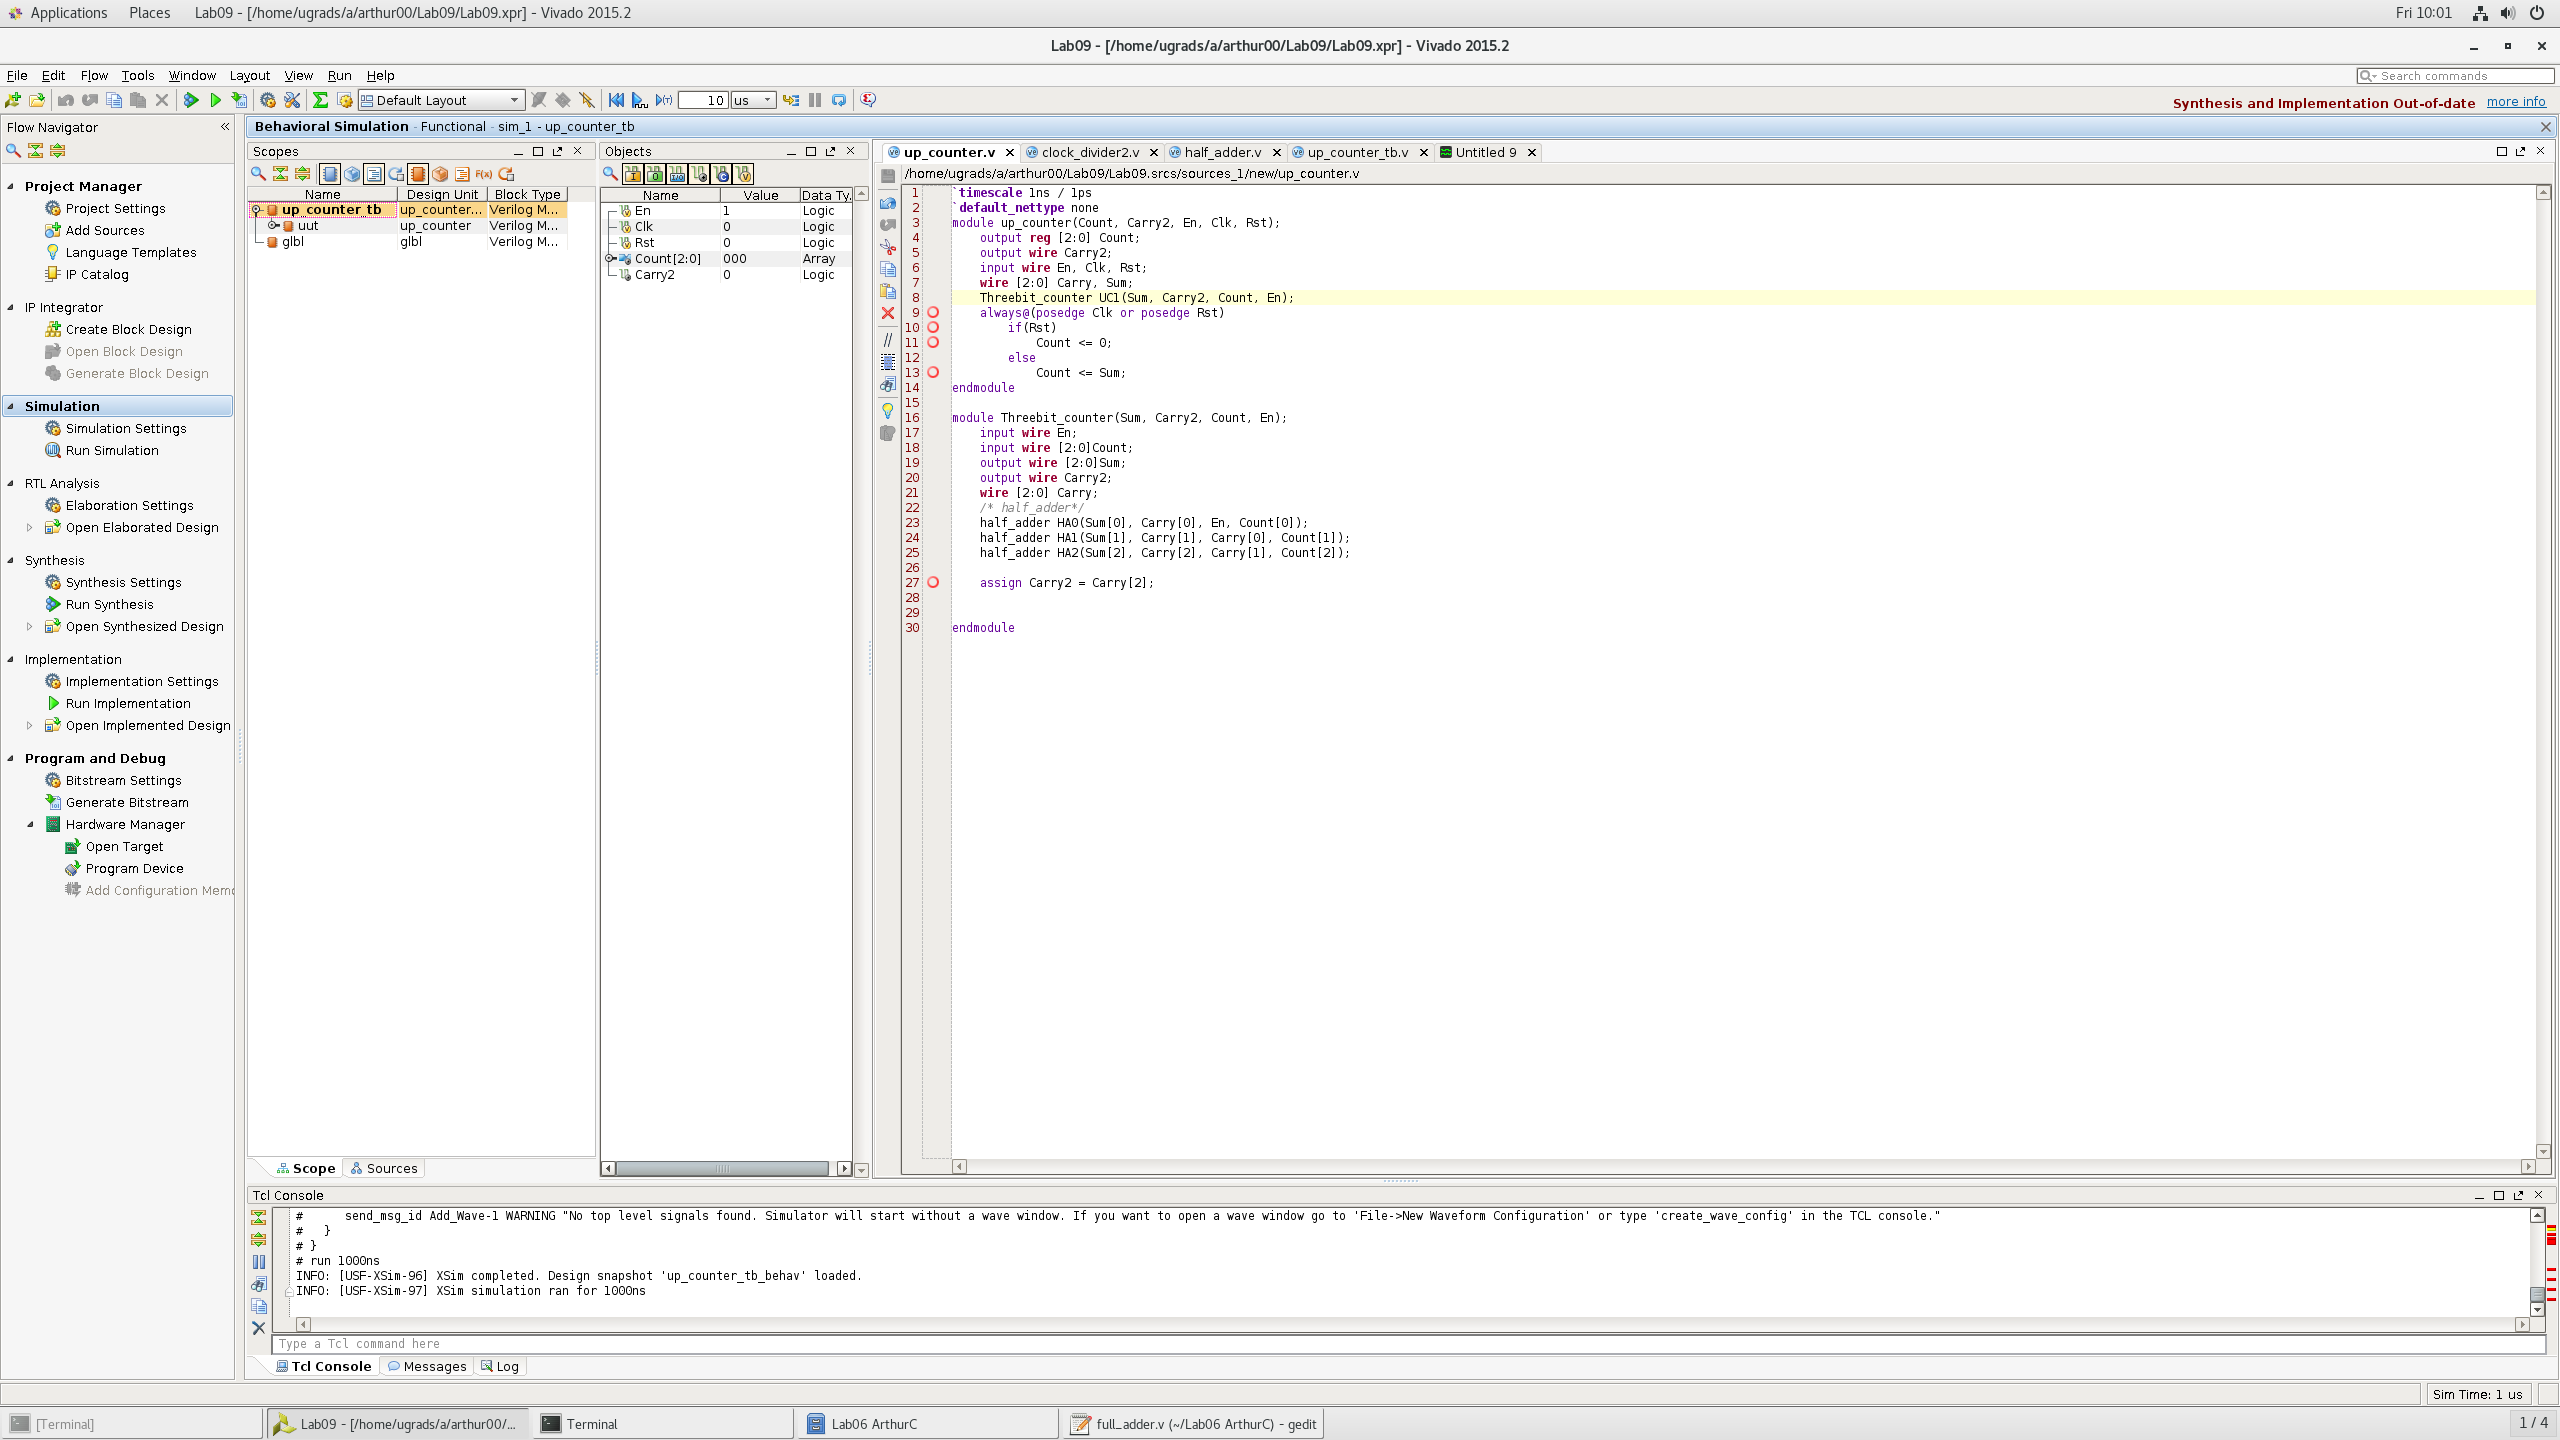 Applications Places Lab09 - [/home/ugrads/a/arthur00/Lab09/Lab09.xpr] - Vivado 2015.2 Fri 10:01
Lab09 - [/home/ugrads/a/arthur00/Lab09/Lab09.xpr] - Vivado 2015.2
File Edit Flow Tools Window Layout View Run Help Search commands
Default Layout 10 us Synthesis and Implementation Out-of-date more info
Flow Navigator
Project Manager
Project Settings
Add Sources
Language Templates
IP Catalog
IP Integrator
Create Block Design
Open Block Design
Generate Block Design
Simulation
Simulation Settings
Run Simulation
RTL Analysis
Elaboration Settings
Open Elaborated Design
Synthesis
Synthesis Settings
Run Synthesis
Open Synthesized Design
Implementation
Implementation Settings
Run Implementation
Open Implemented Design
Program and Debug
Bitstream Settings
Generate Bitstream
Hardware Manager
Open Target
Program Device
Add Configuration Mem
Behavioral Simulation - Functional - sim_1 - up_counter_tb
Scopes
Name Design Unit Block Type
up_counter_tb up_counter... Verilog M...
uut up_counter Verilog M...
glbl glbl Verilog M...
Scope Sources
Objects
Name Value Data Ty.
En 1 Logic
Clk 0 Logic
Rst 0 Logic
Count[2:0] 000 Array
Carry2 0 Logic
up_counter.v clock_divider2.v half_adder.v up_counter_tb.v Untitled 9
/home/ugrads/a/arthur00/Lab09/Lab09.srcs/sources_1/new/up_counter.v
1 `timescale 1ns / 1ps
2 `default_nettype none
3 module up_counter(Count, Carry2, En, Clk, Rst);
4 output reg [2:0] Count;
5 output wire Carry2;
6 input wire En, Clk, Rst;
7 wire [2:0] Carry, Sum;
8 Threebit_counter UC1(Sum, Carry2, Count, En);
9 always@(posedge Clk or posedge Rst)
10 if(Rst)
11 Count <= 0;
12 else
13 Count <= Sum;
14 endmodule
15
16 module Threebit_counter(Sum, Carry2, Count, En);
17 input wire En;
18 input wire [2:0]Count;
19 output wire [2:0]Sum;
20 output wire Carry2;
21 wire [2:0] Carry;
22 /* half_adder*/
23 half_adder HA0(Sum[0], Carry[0], En, Count[0]);
24 half_adder HA1(Sum[1], Carry[1], Carry[0], Count[1]);
25 half_adder HA2(Sum[2], Carry[2], Carry[1], Count[2]);
26
27 assign Carry2 = Carry[2];
28
29
30 endmodule
Tcl Console
# send_msg_id Add_Wave-1 WARNING "No top level signals found. Simulator will start without a wave window. If you want to open a wave window go to 'File->New Waveform Configuration' or type 'create_wave_config' in the TCL console."
# }
# }
# run 1000ns
INFO: [USF-XSim-96] XSim completed. Design snapshot 'up_counter_tb_behav' loaded.
INFO: [USF-XSim-97] XSim simulation ran for 1000ns
Type a Tcl command here
Tcl Console Messages Log
Sim Time: 1 us
[Terminal] Lab09 - [/home/ugrads/a/arthur00/... Terminal Lab06 ArthurC full_adder.v (~/Lab06 ArthurC) - gedit 1 / 4